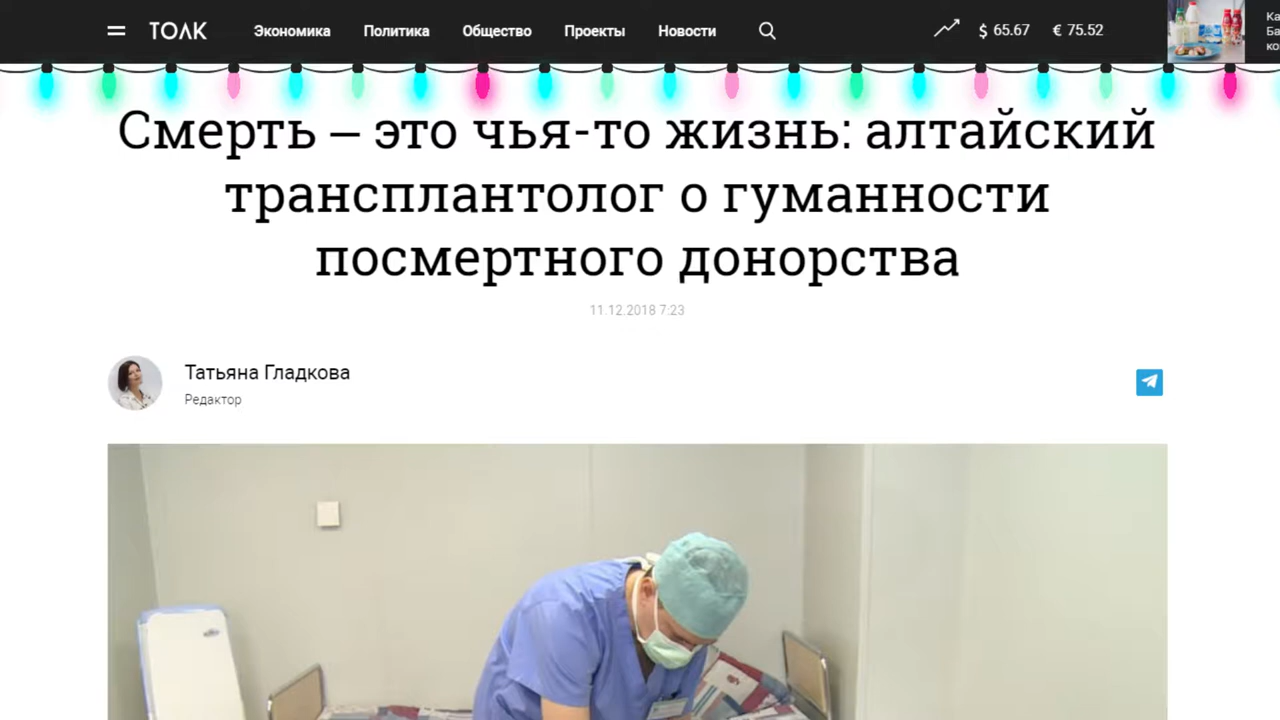 ТОЛК
Экономика
Политика
Общество
Проекты
Новости
$ 65.67
€ 75.52
Смерть – это чья-то жизнь: алтайский
трансплантолог о гуманности
посмертного донорства
11.12.2018 7:23
Татьяна Гладкова
Редактор